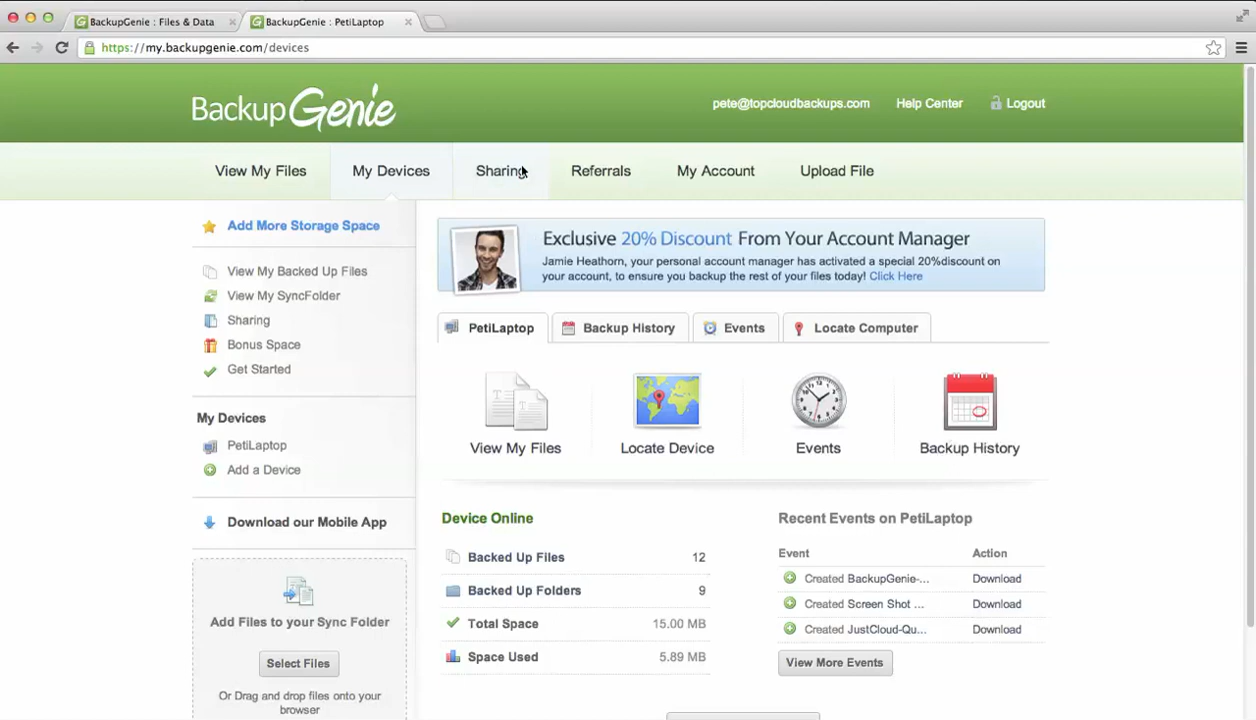 BackupGenie : Files & Data
BackupGenie : PetiLaptop
https://my.backupgenie.com/devices
BackupGenie
pete@topcloudbackups.com
Help Center
Logout
View My Files
My Devices
Sharing
Referrals
My Account
Upload File
Add More Storage Space
View My Backed Up Files
View My SyncFolder
Sharing
Bonus Space
Get Started
My Devices
PetiLaptop
Add a Device
Download our Mobile App
Add Files to your Sync Folder
Select Files
Or Drag and drop files onto your
browser
Exclusive 20% Discount From Your Account Manager
Jamie Heathorn, your personal account manager has activated a special 20%discount on
your account, to ensure you backup the rest of your files today! Click Here
PetiLaptop
Backup History
Events
Locate Computer
View My Files
Locate Device
Events
Backup History
Device Online
Backed Up Files 12
Backed Up Folders 9
Total Space 15.00 MB
Space Used 5.89 MB
Recent Events on PetiLaptop
Event Action
Created BackupGenie-... Download
Created Screen Shot ... Download
Created JustCloud-Qu... Download
View More Events